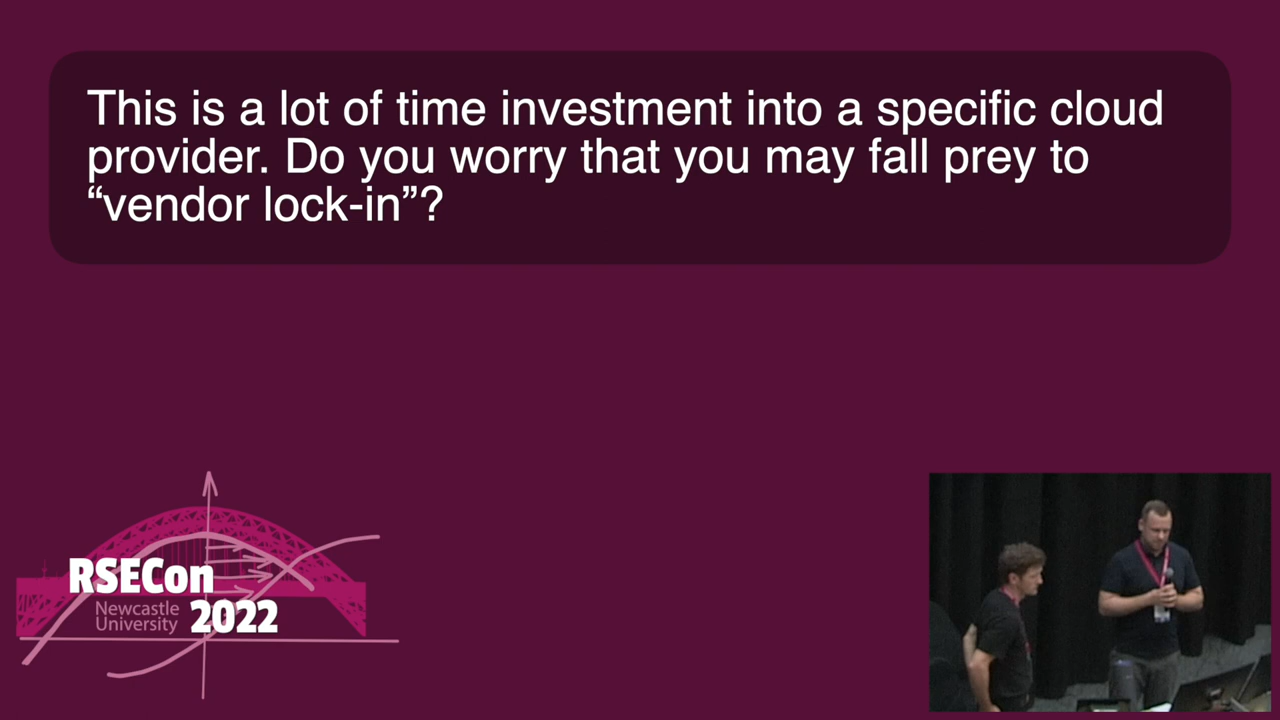 This is a lot of time investment into a specific cloud
provider. Do you worry that you may fall prey to
“vendor lock-in”?
RSECon
Newcastle
University
2022